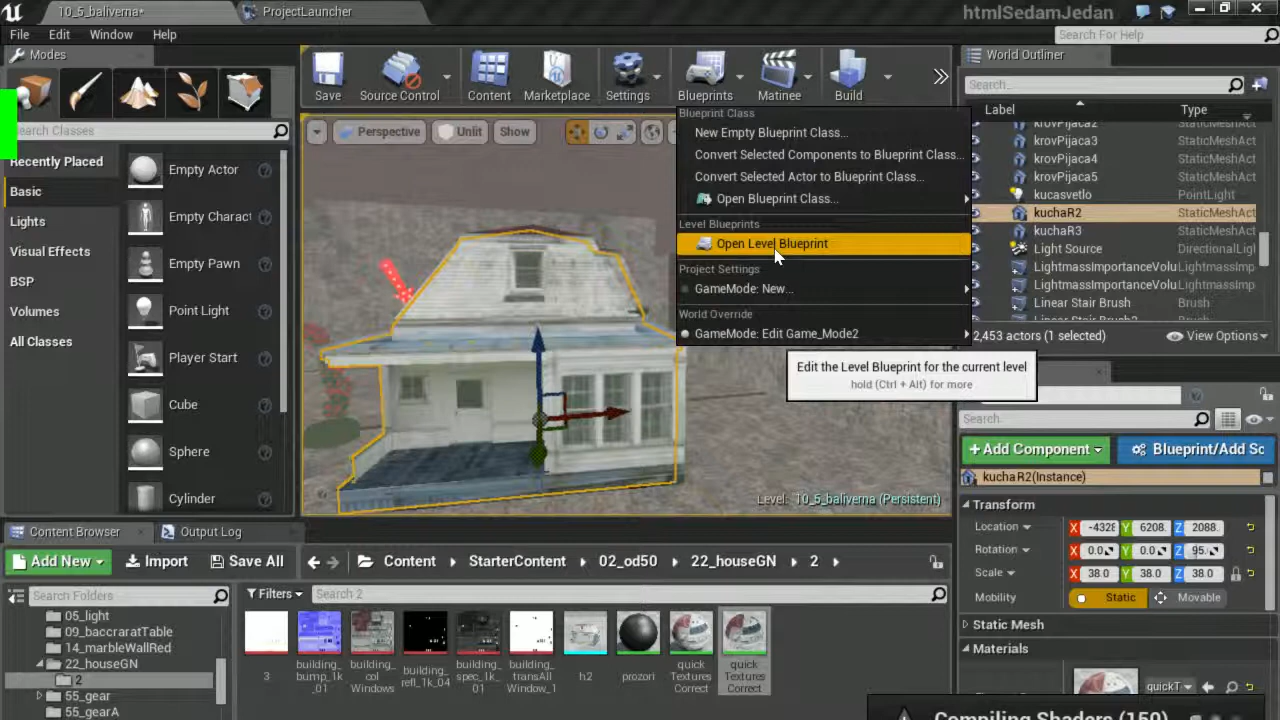 10_5_baliverna*
ProjectLauncher
htmlSedamJedan
File Edit Window Help
Search For Help
Modes
Search Classes
Recently Placed
Basic
Lights
Visual Effects
BSP
Volumes
All Classes
Empty Actor
Empty Charact
Empty Pawn
Point Light
Player Start
Cube
Sphere
Cylinder
Save
Source Control
Content
Marketplace
Settings
Blueprints
Matinee
Build
Perspective
Unlit
Show
Blueprint Class
New Empty Blueprint Class...
Convert Selected Components to Blueprint Class...
Convert Selected Actor to Blueprint Class...
Open Blueprint Class...
Level Blueprints
Open Level Blueprint
Project Settings
GameMode: New...
World Override
GameMode: Edit Game_Mode2
Edit the Level Blueprint for the current level
hold (Ctrl + Alt) for more
Level: 10_5_baliverna (Persistent)
World Outliner
Search...
Label Type
krovPijaca2 StaticMeshAct
krovPijaca3 StaticMeshAct
krovPijaca4 StaticMeshAct
krovPijaca5 StaticMeshAct
kucasvetlo PointLight
kuchaR2 StaticMeshAct
kuchaR3 StaticMeshAct
Light Source DirectionalLig
LightmassImportanceVolu LightmassImp
LightmassImportanceVolu LightmassImp
Linear Stair Brush Brush
Linear Stair Brush2 Brush
2,453 actors (1 selected)
View Options
Search...
+Add Component
Blueprint/Add Sc
kuchaR2(Instance)
Transform
Location X -4328 Y 6208. Z 2088.
Rotation X 0.0 Y 0.0 Z 95.0
Scale X 38.0 Y 38.0 Z 38.0
Mobility Static Movable
Static Mesh
Materials
quickT
Compiling Shaders (150)
Content Browser
Output Log
Add New
Import
Save All
Content StarterContent 02_od50 22_houseGN 2
Search Folders
Filters
Search 2
05_light
09_baccraratTable
14_marbleWallRed
22_houseGN
2
55_gear
55_gearA
3
building_
bump_1k
_01
building_
col
Windows
building_
refl_1k_04
building_
spec_1k_
01
building_
transAll
Window_1
h2
prozori
quick
Textures
Correct
quick
Textures
Correct